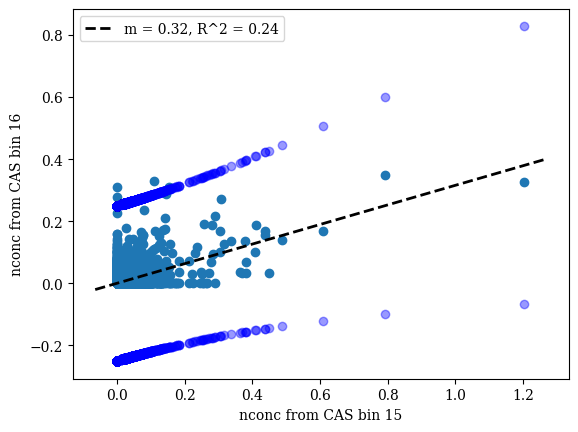 m = 0.32, R^2 = 0.24
0.8
0.6
0.4
0.2
0.0
−0.2
nconc from CAS bin 16
0.0 0.2 0.4 0.6 0.8 1.0 1.2
nconc from CAS bin 15